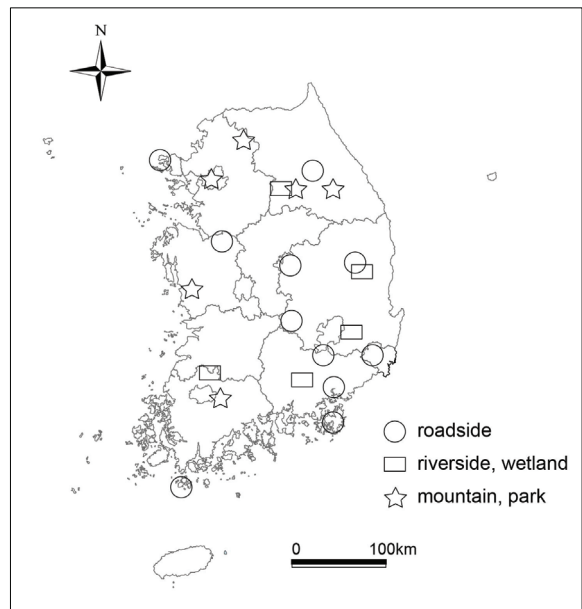 N
roadside
riverside, wetland
mountain, park
0 100km